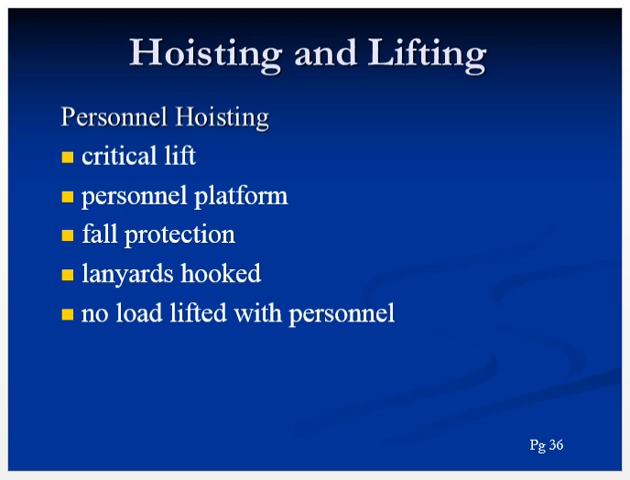 Hoisting and Lifting
Personnel Hoisting
critical lift
personnel platform
fall protection
lanyards hooked
no load lifted with personnel
Pg 36